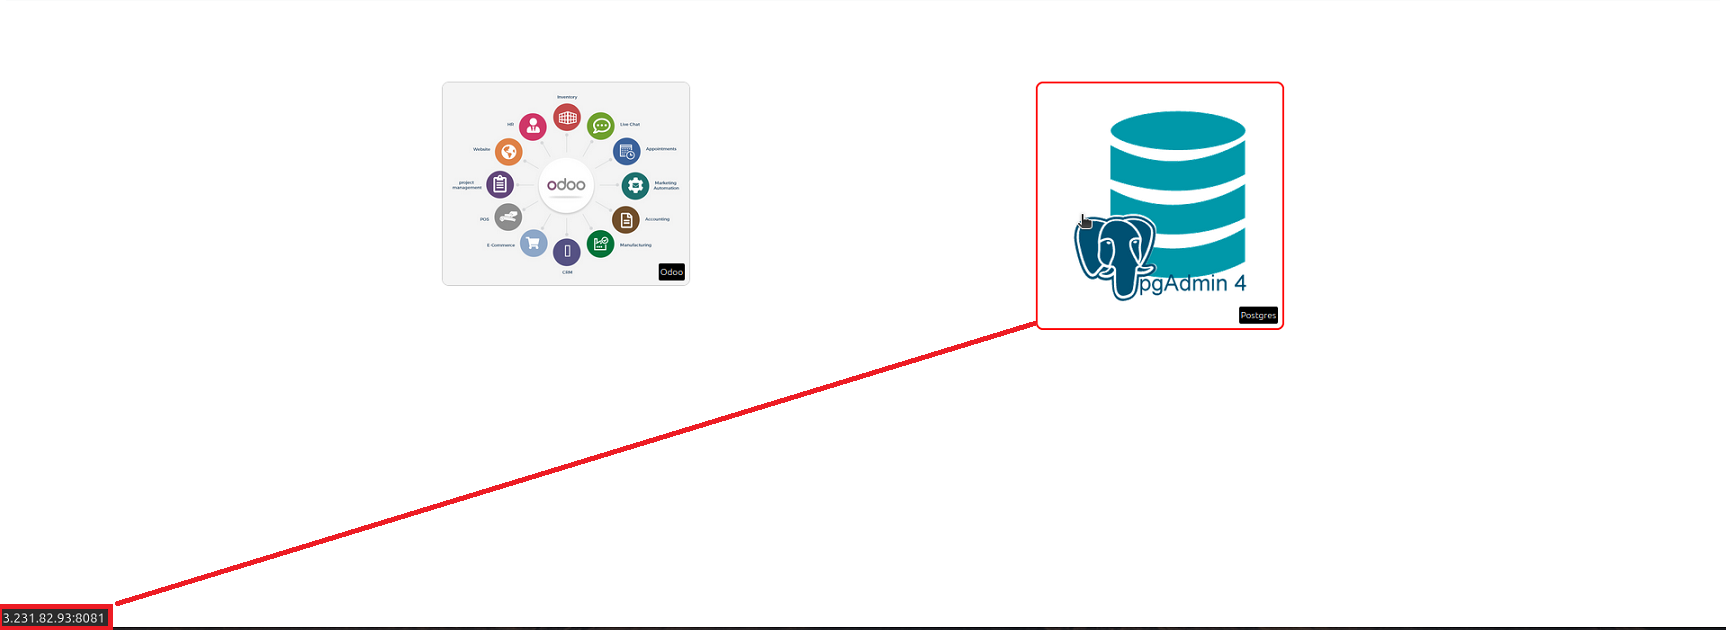 Inventory
HR
Live Chat
Website
Appointments
project
management
odoo
Marketing
Automation
POS
Accounting
E Commerce
Manufacturing
CRM
Odoo
pgAdmin 4
Postgres
3.231.82.93:8081